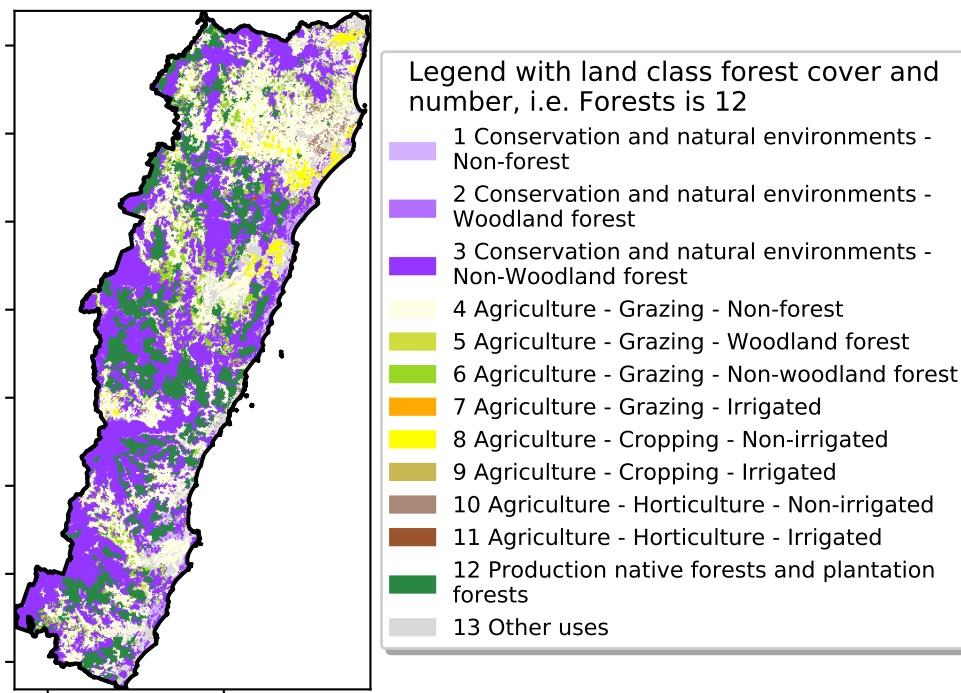 Legend with land class forest cover and
number, i.e. Forests is 12
1 Conservation and natural environments -
Non-forest
2 Conservation and natural environments -
Woodland forest
3 Conservation and natural environments -
Non-Woodland forest
4 Agriculture - Grazing - Non-forest
5 Agriculture - Grazing - Woodland forest
6 Agriculture - Grazing - Non-woodland forest
7 Agriculture - Grazing - Irrigated
8 Agriculture - Cropping - Non-irrigated
9 Agriculture - Cropping - Irrigated
10 Agriculture - Horticulture - Non-irrigated
11 Agriculture - Horticulture - Irrigated
12 Production native forests and plantation
forests
13 Other uses